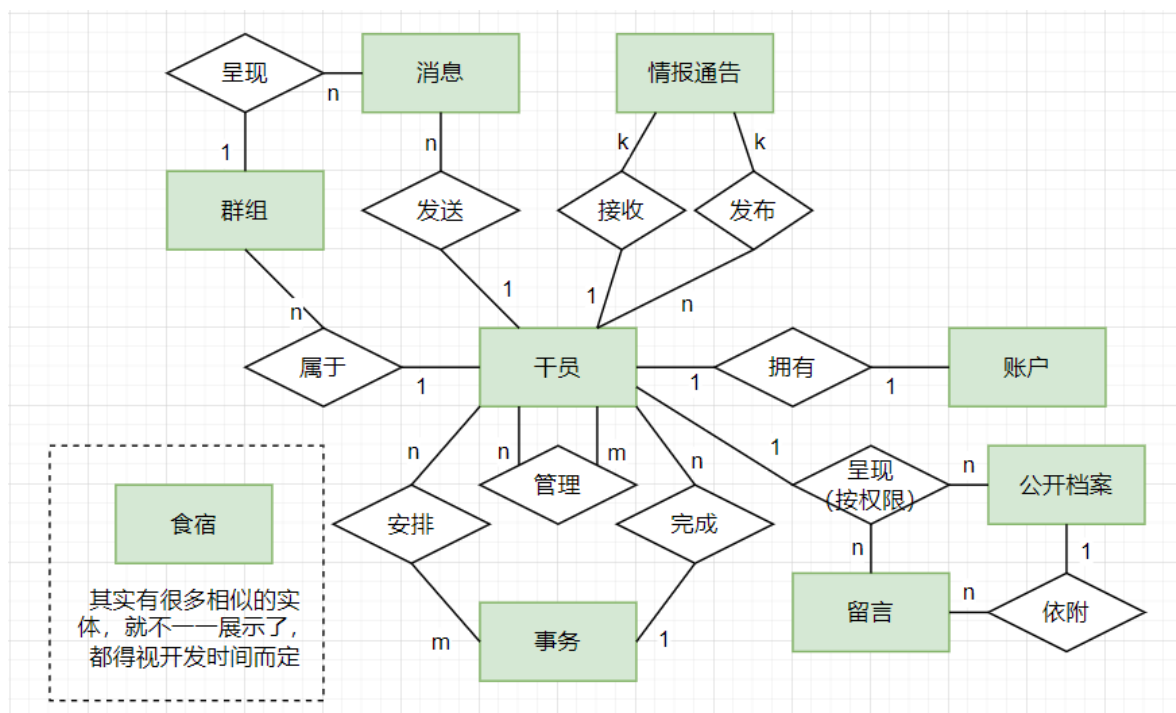 消息
情报通告
呈现
n
n
k
k
1
群组
发送
接收
发布
1
1
n
n
属于
1
干员
1
拥有
1
账户
n
n
m
n
1
呈现
(按权限)
n
公开档案
管理
食宿
安排
完成
n
1
其实有很多相似的实
体，就不一一展示了，
都得视开发时间而定
m
事务
1
留言
n
依附